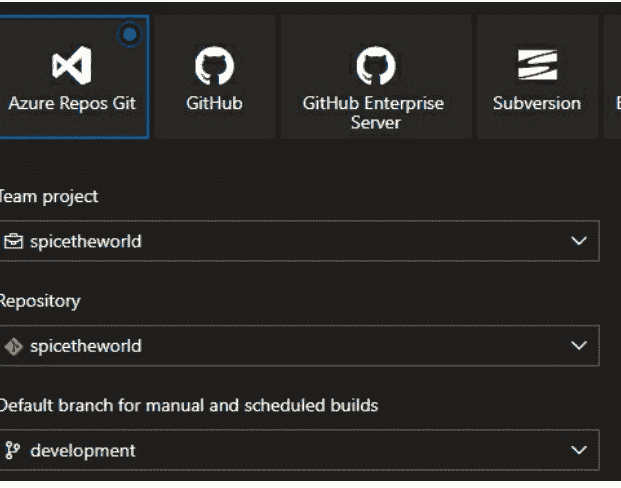 Azure Repos Git
GitHub
GitHub Enterprise
Server
Subversion
Team project
spicetheworld
Repository
spicetheworld
Default branch for manual and scheduled builds
development